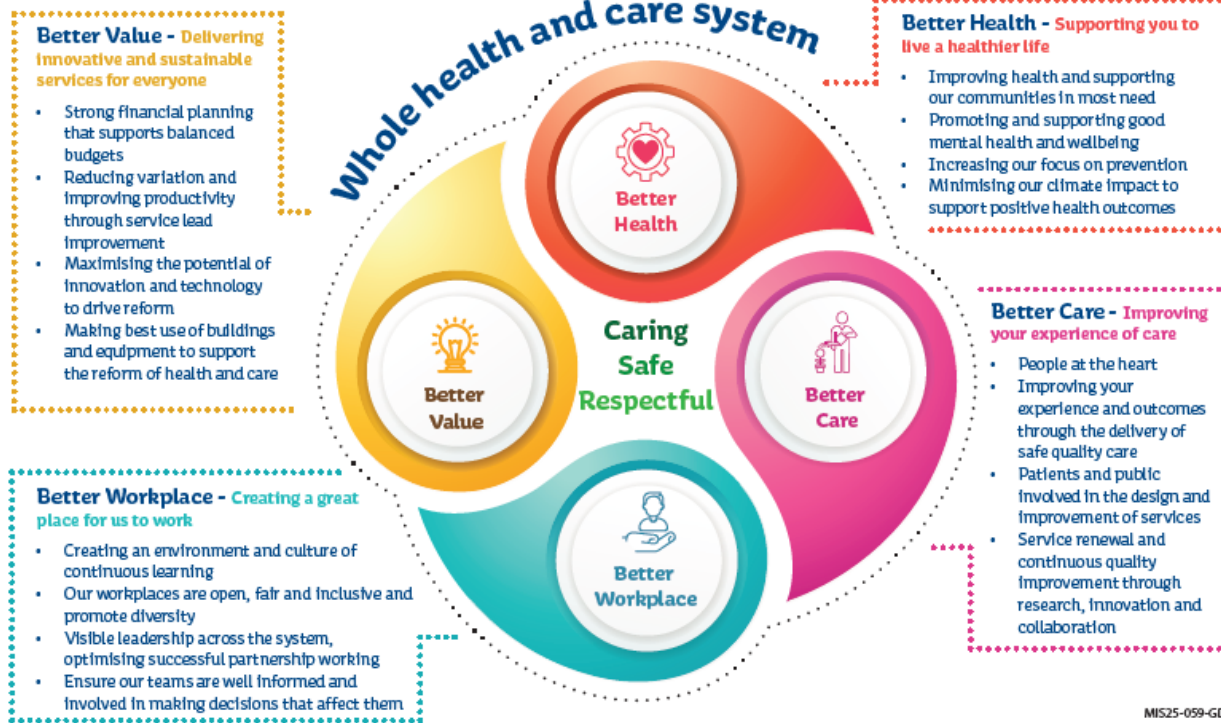 Whole health and care system
Better Value - Delivering
innovative and sustainable
services for everyone
• Strong financial planning
that supports balanced
budgets
• Reducing variation and
improving productivity
through service lead
improvement
• Maximising the potential of
innovation and technology
to drive reform
• Making best use of buildings
and equipment to support
the reform of health and care
Better Health - Supporting you to
live a healthier life
• Improving health and supporting
our communities in most need
• Promoting and supporting good
mental health and wellbeing
• Increasing our focus on prevention
• Minimising our climate impact to
support positive health outcomes
Better
Health
Better
Value
Caring
Safe
Respectful
Better
Care
Better
Workplace
Better Care - Improving
your experience of care
• People at the heart
• Improving your
experience and outcomes
through the delivery of
safe quality care
• Patients and public
involved in the design and
improvement of services
• Service renewal and
continuous quality
improvement through
research, innovation and
collaboration
Better Workplace - Creating a great
place for us to work
• Creating an environment and culture of
continuous learning
• Our workplaces are open, fair and inclusive and
promote diversity
• Visible leadership across the system,
optimising successful partnership working
• Ensure our teams are well informed and
involved in making decisions that affect them